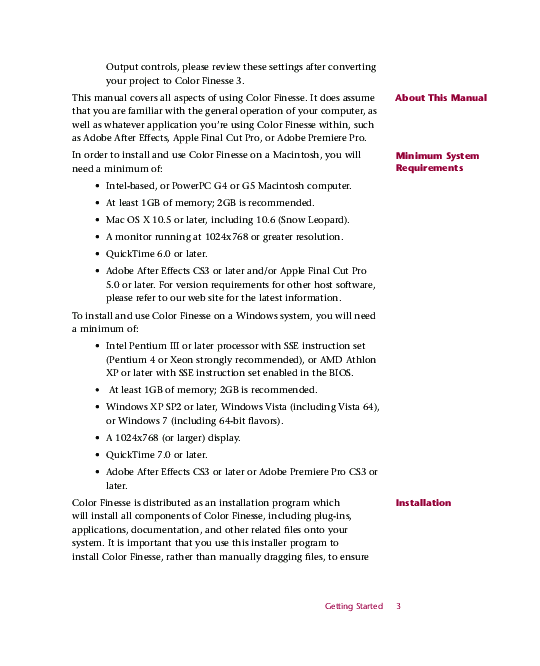 Output controls, please review these settings after converting
your project to Color Finesse 3.
About This Manual
This manual covers all aspects of using Color Finesse. It does assume
that you are familiar with the general operation of your computer, as
well as whatever application you’re using Color Finesse within, such
as Adobe After Effects, Apple Final Cut Pro, or Adobe Premiere Pro.
Minimum System
Requirements
In order to install and use Color Finesse on a Macintosh, you will
need a minimum of:
• Intel-based, or PowerPC G4 or G5 Macintosh computer.
• At least 1GB of memory; 2GB is recommended.
• Mac OS X 10.5 or later, including 10.6 (Snow Leopard).
• A monitor running at 1024x768 or greater resolution.
• QuickTime 6.0 or later.
• Adobe After Effects CS3 or later and/or Apple Final Cut Pro
5.0 or later. For version requirements for other host software,
please refer to our web site for the latest information.
To install and use Color Finesse on a Windows system, you will need
a minimum of:
• Intel Pentium III or later processor with SSE instruction set
(Pentium 4 or Xeon strongly recommended), or AMD Athlon
XP or later with SSE instruction set enabled in the BIOS.
• At least 1GB of memory; 2GB is recommended.
• Windows XP SP2 or later, Windows Vista (including Vista 64),
or Windows 7 (including 64-bit flavors).
• A 1024x768 (or larger) display.
• QuickTime 7.0 or later.
• Adobe After Effects CS3 or later or Adobe Premiere Pro CS3 or
later.
Installation
Color Finesse is distributed as an installation program which
will install all components of Color Finesse, including plug-ins,
applications, documentation, and other related files onto your
system. It is important that you use this installer program to
install Color Finesse, rather than manually dragging files, to ensure
Getting Started 3